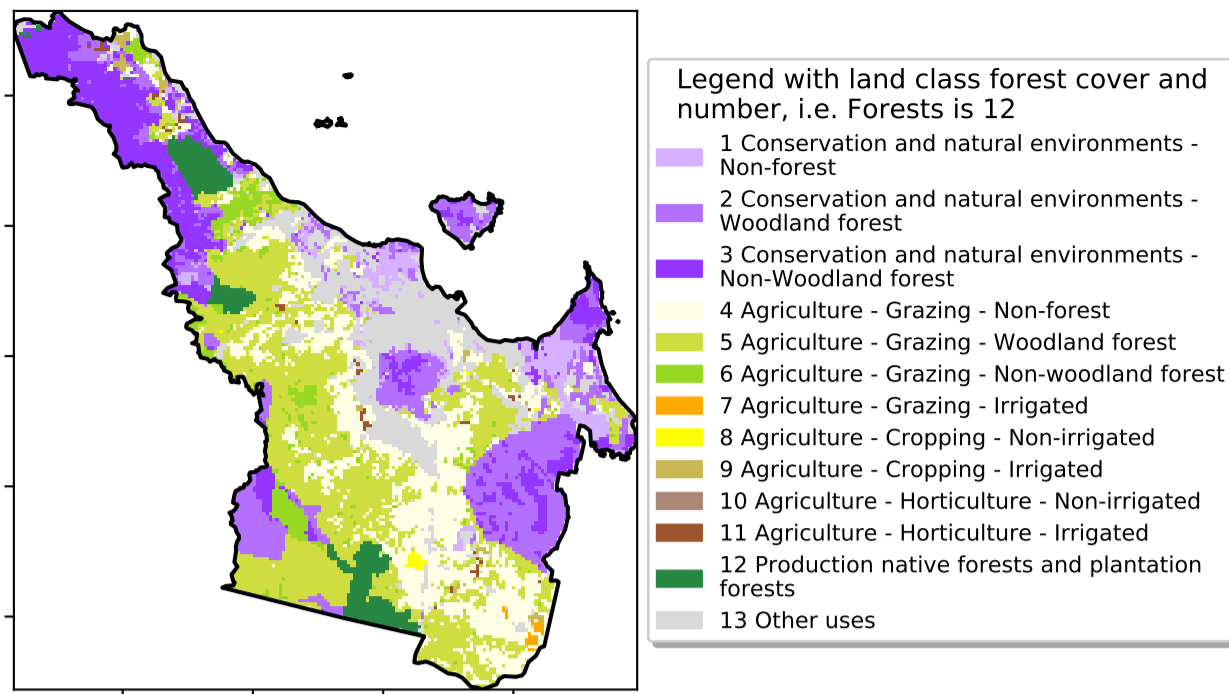 Legend with land class forest cover and
number, i.e. Forests is 12
1 Conservation and natural environments -
Non-forest
2 Conservation and natural environments -
Woodland forest
3 Conservation and natural environments -
Non-Woodland forest
4 Agriculture - Grazing - Non-forest
5 Agriculture - Grazing - Woodland forest
6 Agriculture - Grazing - Non-woodland forest
7 Agriculture - Grazing - Irrigated
8 Agriculture - Cropping - Non-irrigated
9 Agriculture - Cropping - Irrigated
10 Agriculture - Horticulture - Non-irrigated
11 Agriculture - Horticulture - Irrigated
12 Production native forests and plantation
forests
13 Other uses